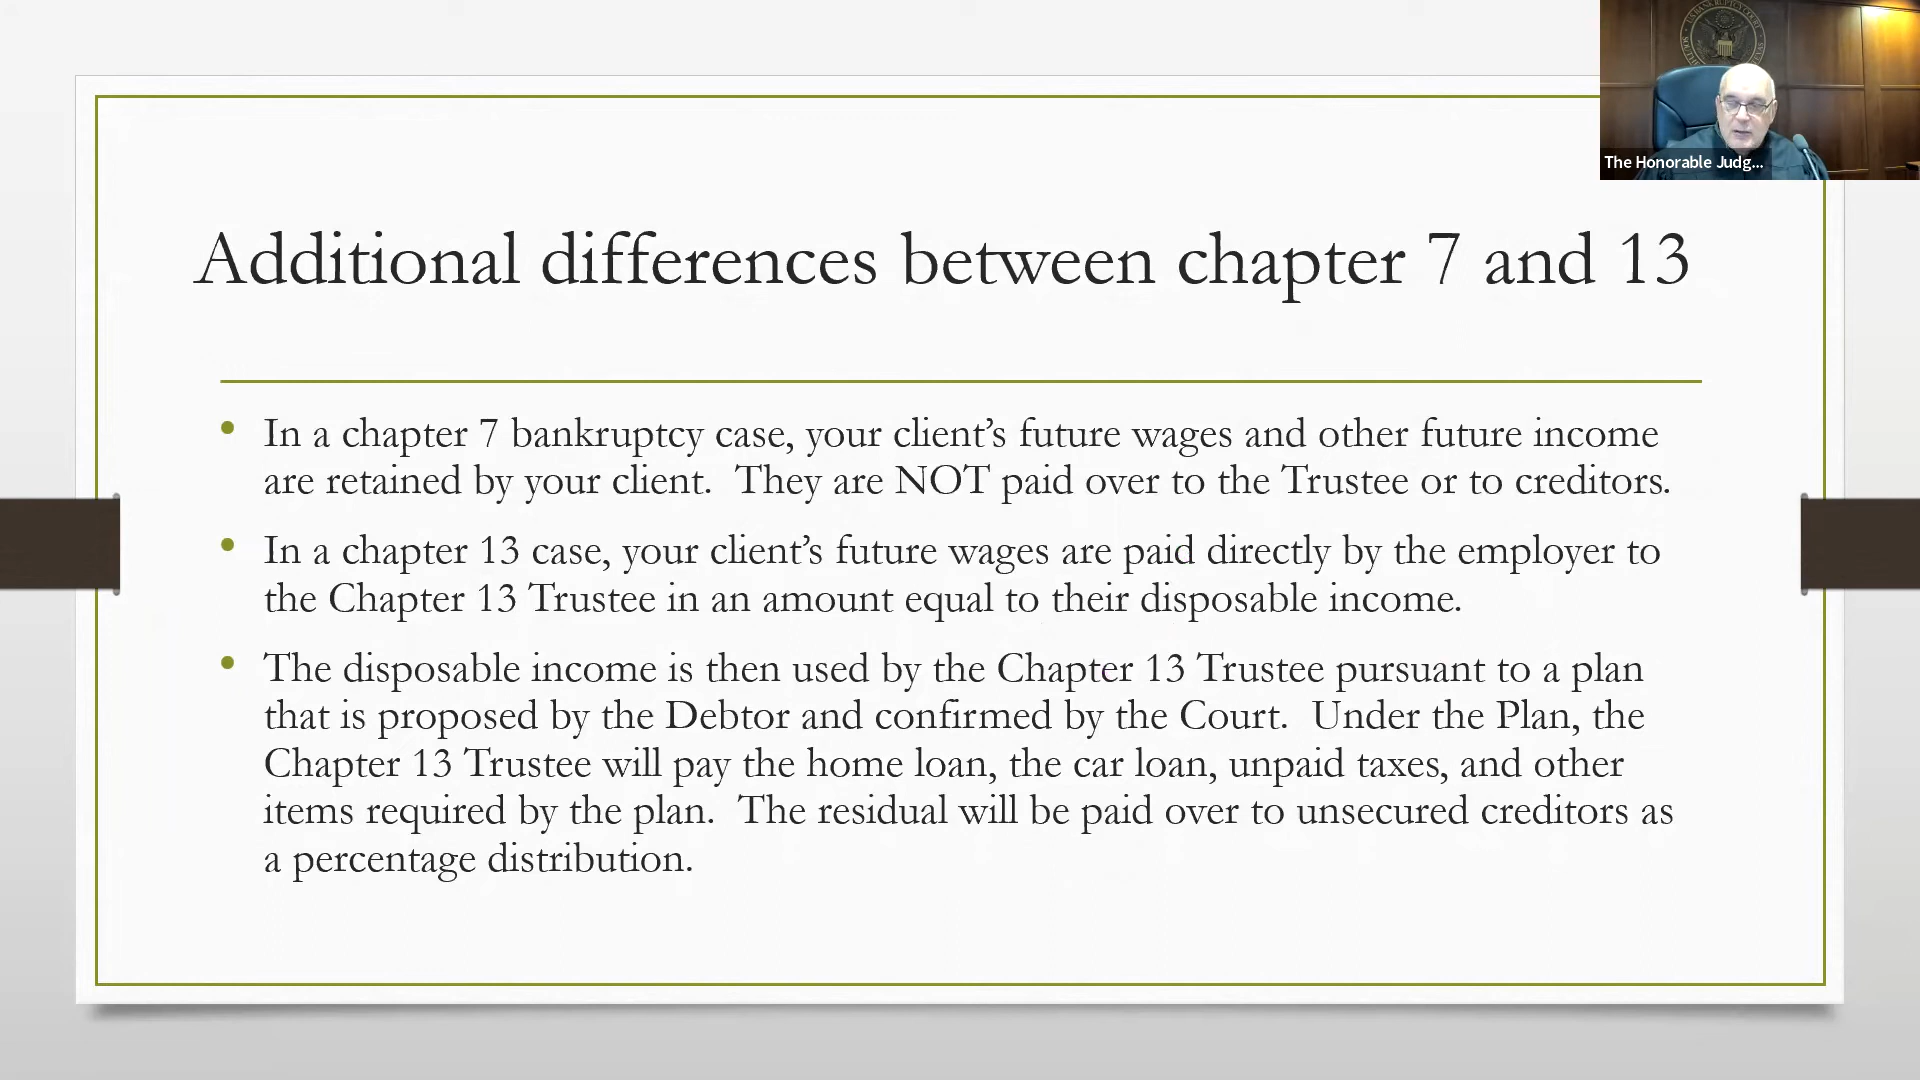 The Honorable Judg...
Additional differences between chapter 7 and 13
• In a chapter 7 bankruptcy case, your client’s future wages and other future income
are retained by your client.  They are NOT paid over to the Trustee or to creditors.
• In a chapter 13 case, your client’s future wages are paid directly by the employer to
the Chapter 13 Trustee in an amount equal to their disposable income.
• The disposable income is then used by the Chapter 13 Trustee pursuant to a plan
that is proposed by the Debtor and confirmed by the Court.  Under the Plan, the
Chapter 13 Trustee will pay the home loan, the car loan, unpaid taxes, and other
items required by the plan.  The residual will be paid over to unsecured creditors as
a percentage distribution.